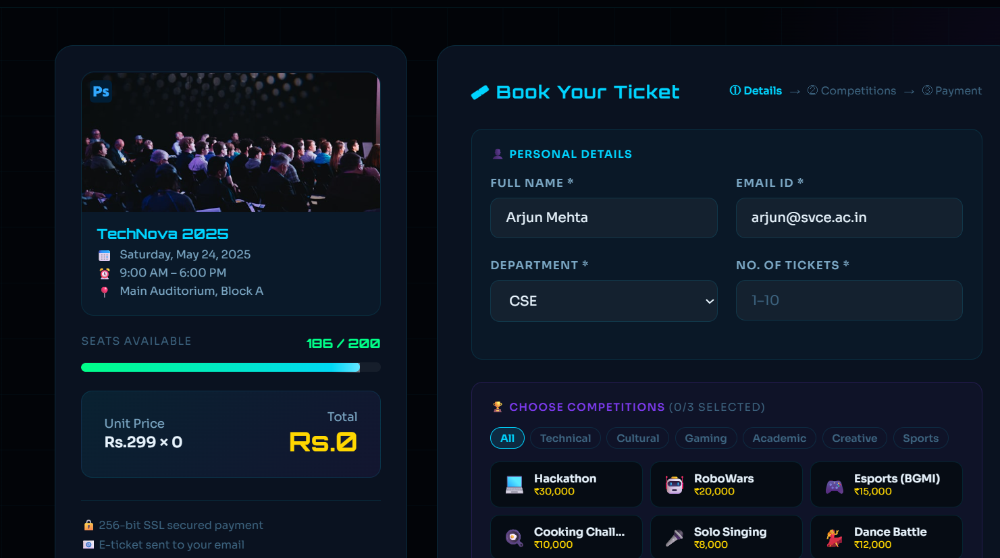 Ps
TechNova 2025
Saturday, May 24, 2025
9:00 AM – 6:00 PM
Main Auditorium, Block A
SEATS AVAILABLE
186 / 200
Unit Price
Rs.299 × 0
Total
Rs.0
256-bit SSL secured payment
E-ticket sent to your email
Book Your Ticket
① Details → ② Competitions → ③ Payment
PERSONAL DETAILS
FULL NAME *
Arjun Mehta
EMAIL ID *
arjun@svce.ac.in
DEPARTMENT *
CSE
NO. OF TICKETS *
1–10
CHOOSE COMPETITIONS (0/3 SELECTED)
All Technical Cultural Gaming Academic Creative Sports
Hackathon
₹30,000
RoboWars
₹20,000
Esports (BGMI)
₹15,000
Cooking Chall...
₹10,000
Solo Singing
₹8,000
Dance Battle
₹12,000